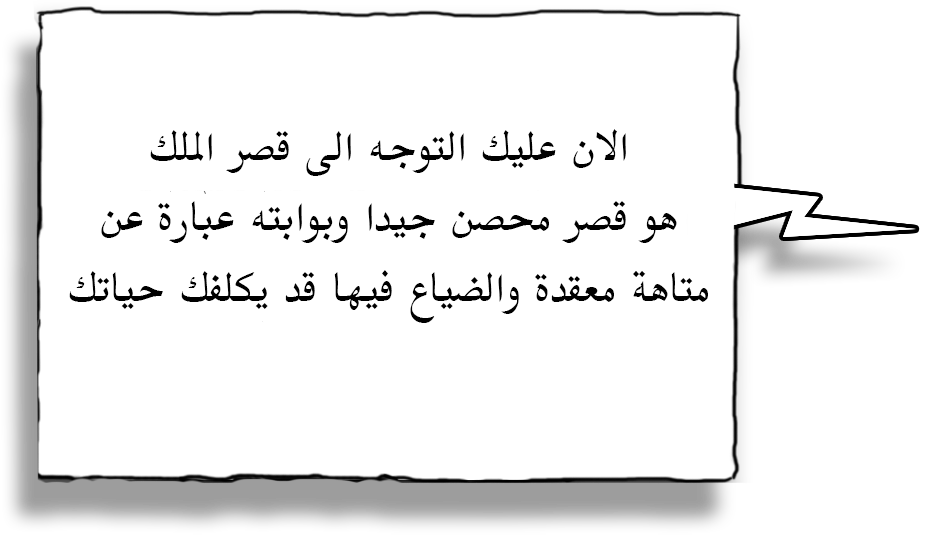 الان عليك التوجه الى قصر الملك
هو قصر محصن جيدا وبوابته عبارة عن
متاهة معقدة والضياع فيها قد يكلفك حياتك